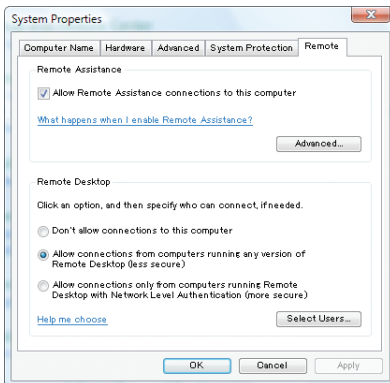 System Properties
Computer Name Hardware Advanced System Protection Remote
Remote Assistance
Allow Remote Assistance connections to this computer
What happens when I enable Remote Assistance?
Advanced...
Remote Desktop
Click an option, and then specify who can connect, if needed.
Don't allow connections to this computer
Allow connections from computers running any version of
Remote Desktop (less secure)
Allow connections only from computers running Remote
Desktop with Network Level Authentication (more secure)
Help me choose
Select Users...
OK Cancel Apply